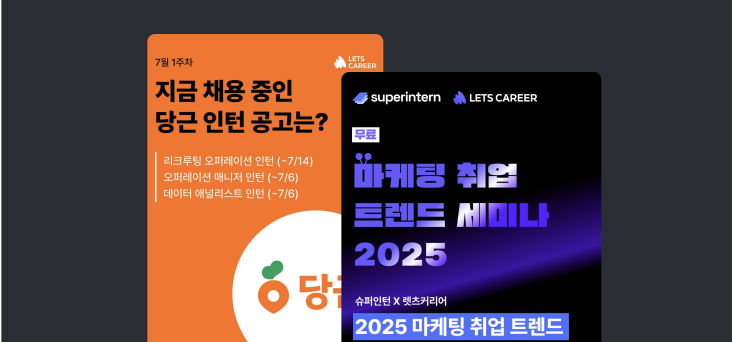 7월 1주차
LETS
CAREER
지금 채용 중인
당근 인턴 공고는?
리크루팅 오퍼레이션 인턴 (~7/14)
오퍼레이션 매니저 인턴 (~7/6)
데이터 애널리스트 인턴 (~7/6)
당근
superintern LETS CAREER
무료
마케팅 취업
트렌드 세미나
2025
슈퍼인턴 X 렛츠커리어
2025 마케팅 취업 트렌드